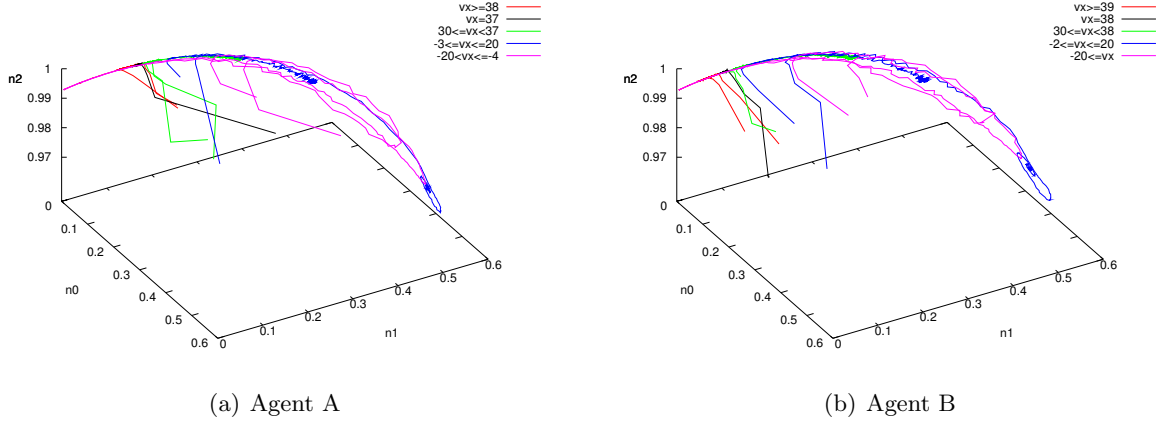 vx>=38
vx=37
30<=vx<37
-3<=vx<=20
-20<vx<=-4
n2
1
0.99
0.98
0.97
0
0.1
0.2
0.3
0.4
0.5
0.6
n0
0
0.1
0.2
0.3
0.4
0.5
0.6
n1
(a) Agent A
vx>=39
vx=38
30<=vx<38
-2<=vx<=20
-20<=vx
n2
1
0.99
0.98
0.97
0
0.1
0.2
0.3
0.4
0.5
0.6
n0
0
0.1
0.2
0.3
0.4
0.5
0.6
n1
(b) Agent B